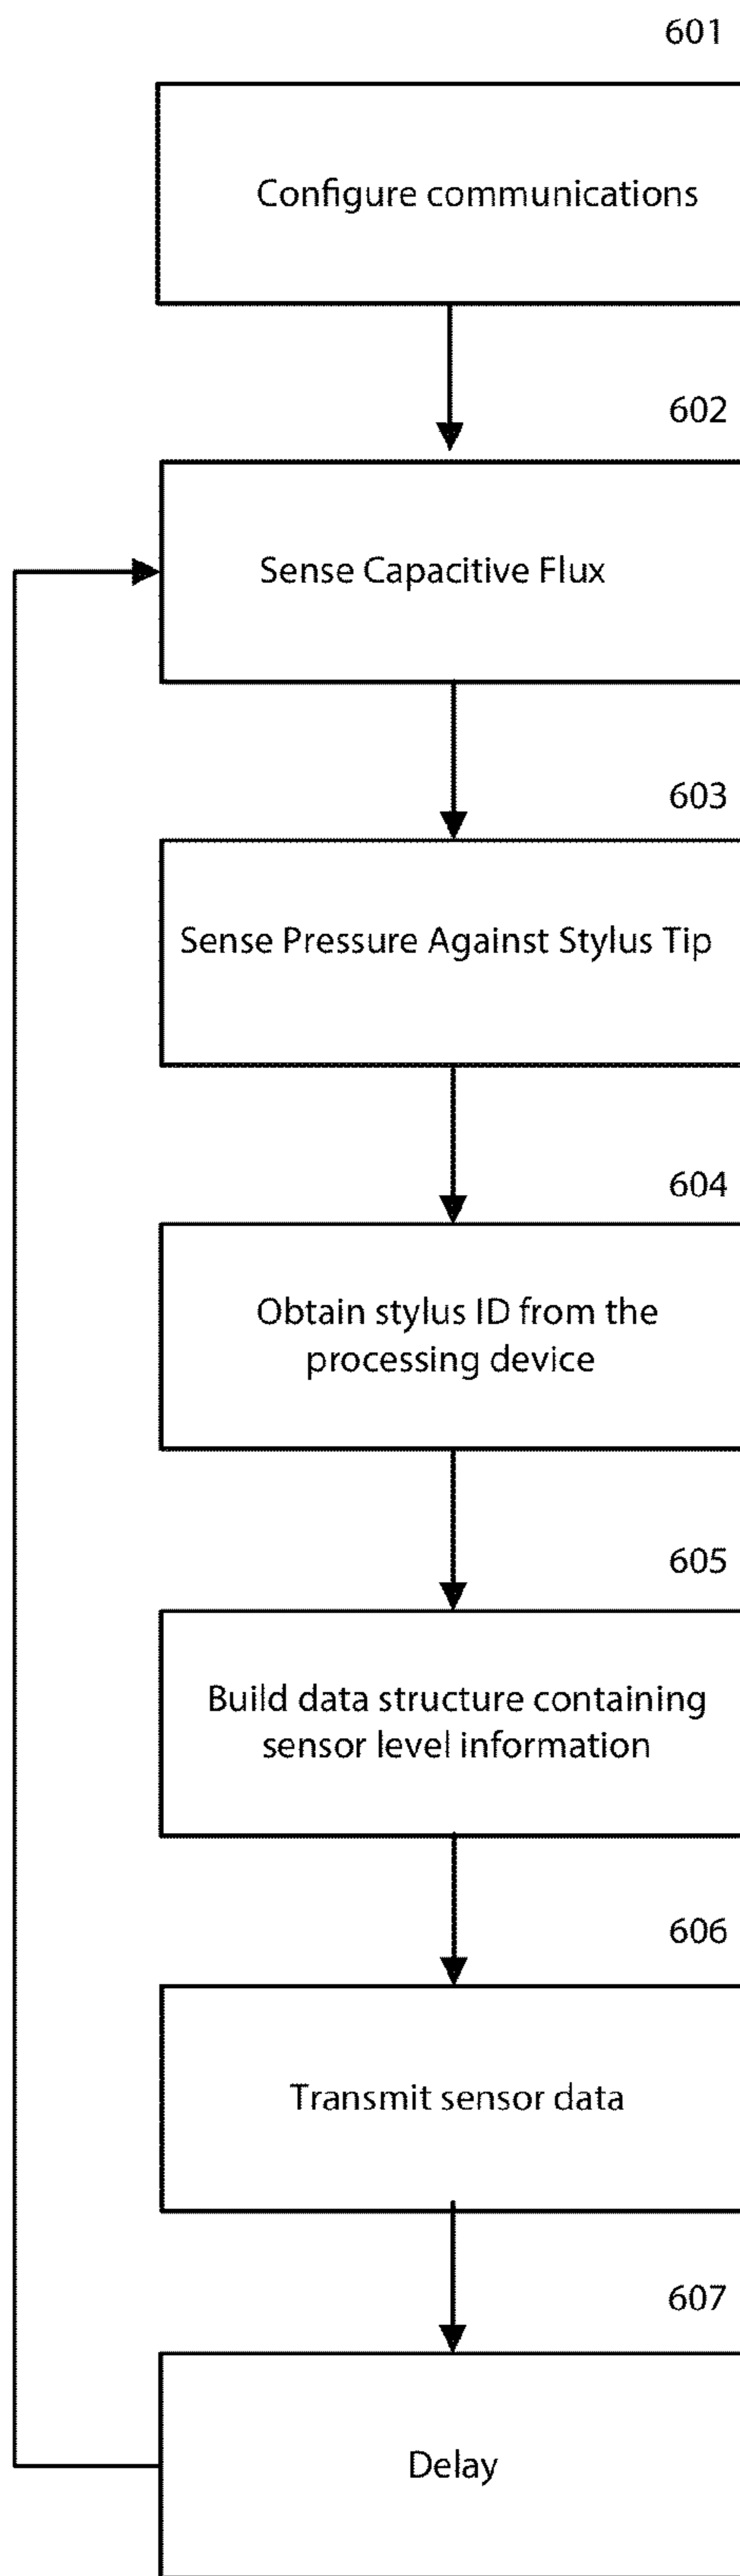 601
Configure communications
602
Sense Capacitive Flux
603
Sense Pressure Against Stylus Tip
604
Obtain stylus ID from the
processing device
605
Build data structure containing
sensor level information
606
Transmit sensor data
607
Delay